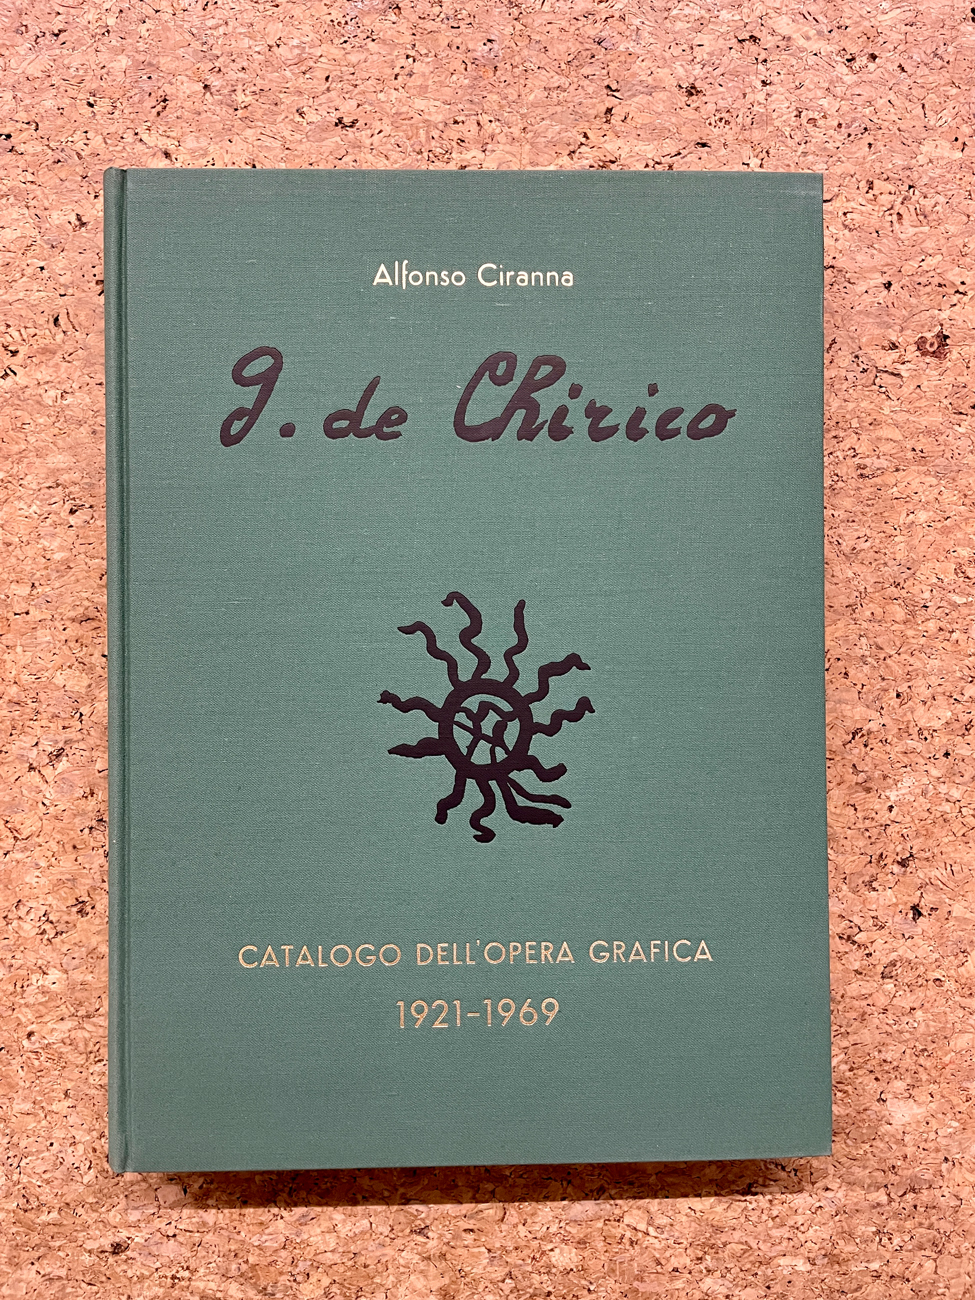 Alfonso Ciranna
G. de Chirico
CATALOGO DELL'OPERA GRAFICA
1921-1969